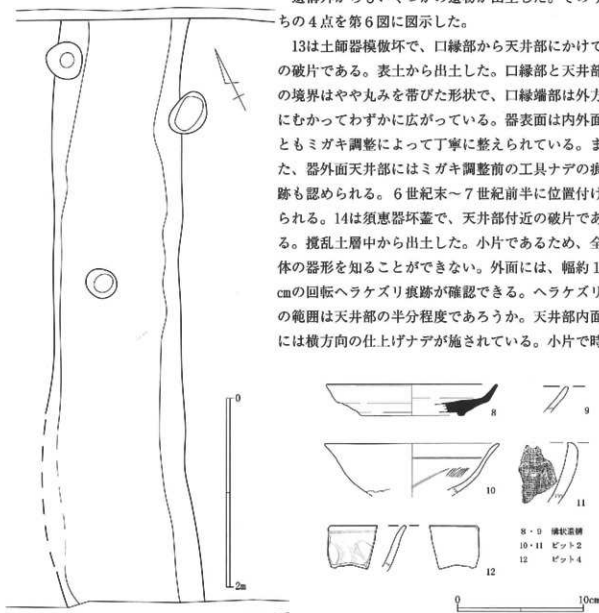 ちの４点を第６図に図示した。
13は土師器模倣坏で、口縁部から天井部にかけて
の破片である。表土から出土した。口縁部と天井部
の境界はやや丸みを帯びた形状で、口縁端部は外方
にむかってわずかに広がっている。器表面は内外面
ともミガキ調整によって丁寧に整えられている。ま
た、器外面天井部にはミガキ調整前の工具ナデの痕
跡も認められる。６世紀末～７世紀前半に位置付け
られる。14は須恵器坏蓋で、天井部付近の破片であ
る。撹乱土層中から出土した。小片であるため、全
体の器形を知ることができない。外面には、幅約１
cmの回転ヘラケズリ痕跡が確認できる。ヘラケズリ
の範囲は天井部の半分程度であろうか。天井部内面
には横方向の仕上げナデが施されている。小片で時
0
2m
8
9
10
11
12
8・9 溝状遺構
10・11 ピット2
12 ピット4
0 10cm